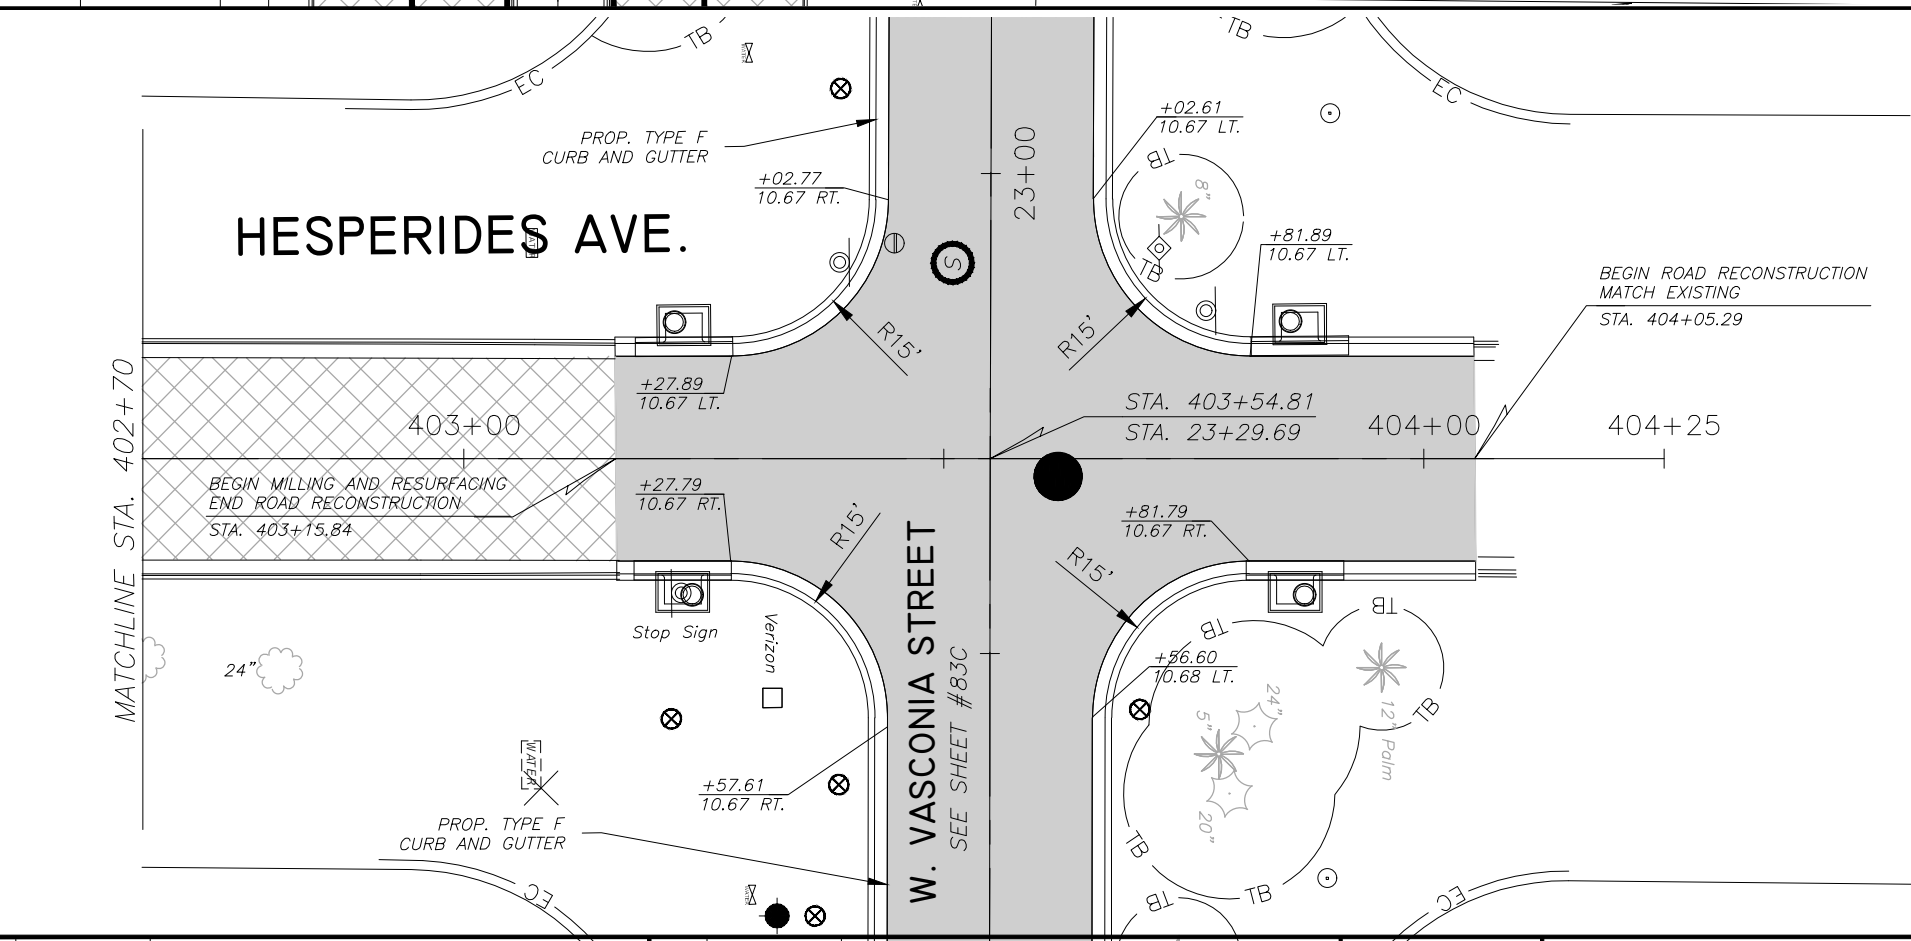 TB
TB
EC
EC
WATER
PROP. TYPE F
CURB AND GUTTER
+02.61
10.67 LT.
23+00
TB
8"
TB
+02.77
10.67 RT.
HESPERIDES AVE.
WATER
S
+81.89
10.67 LT.
BEGIN ROAD RECONSTRUCTION
MATCH EXISTING
STA. 404+05.29
R15'
R15'
MATCHLINE STA. 402+70
+27.89
10.67 LT.
403+00
STA. 403+54.81
STA. 23+29.69
404+00
404+25
BEGIN MILLING AND RESURFACING
END ROAD RECONSTRUCTION
STA. 403+15.84
+27.79
10.67 RT.
R15'
+81.79
10.67 RT.
R15'
W. VASCONIA STREET
SEE SHEET #83C
Stop Sign
Verizon
24"
TB
TB
+56.60
10.68 LT.
24"
5"
20"
12" Palm
TB
WATER
+57.61
10.67 RT.
PROP. TYPE F
CURB AND GUTTER
TB
TB
TB
EC
EC
WATER